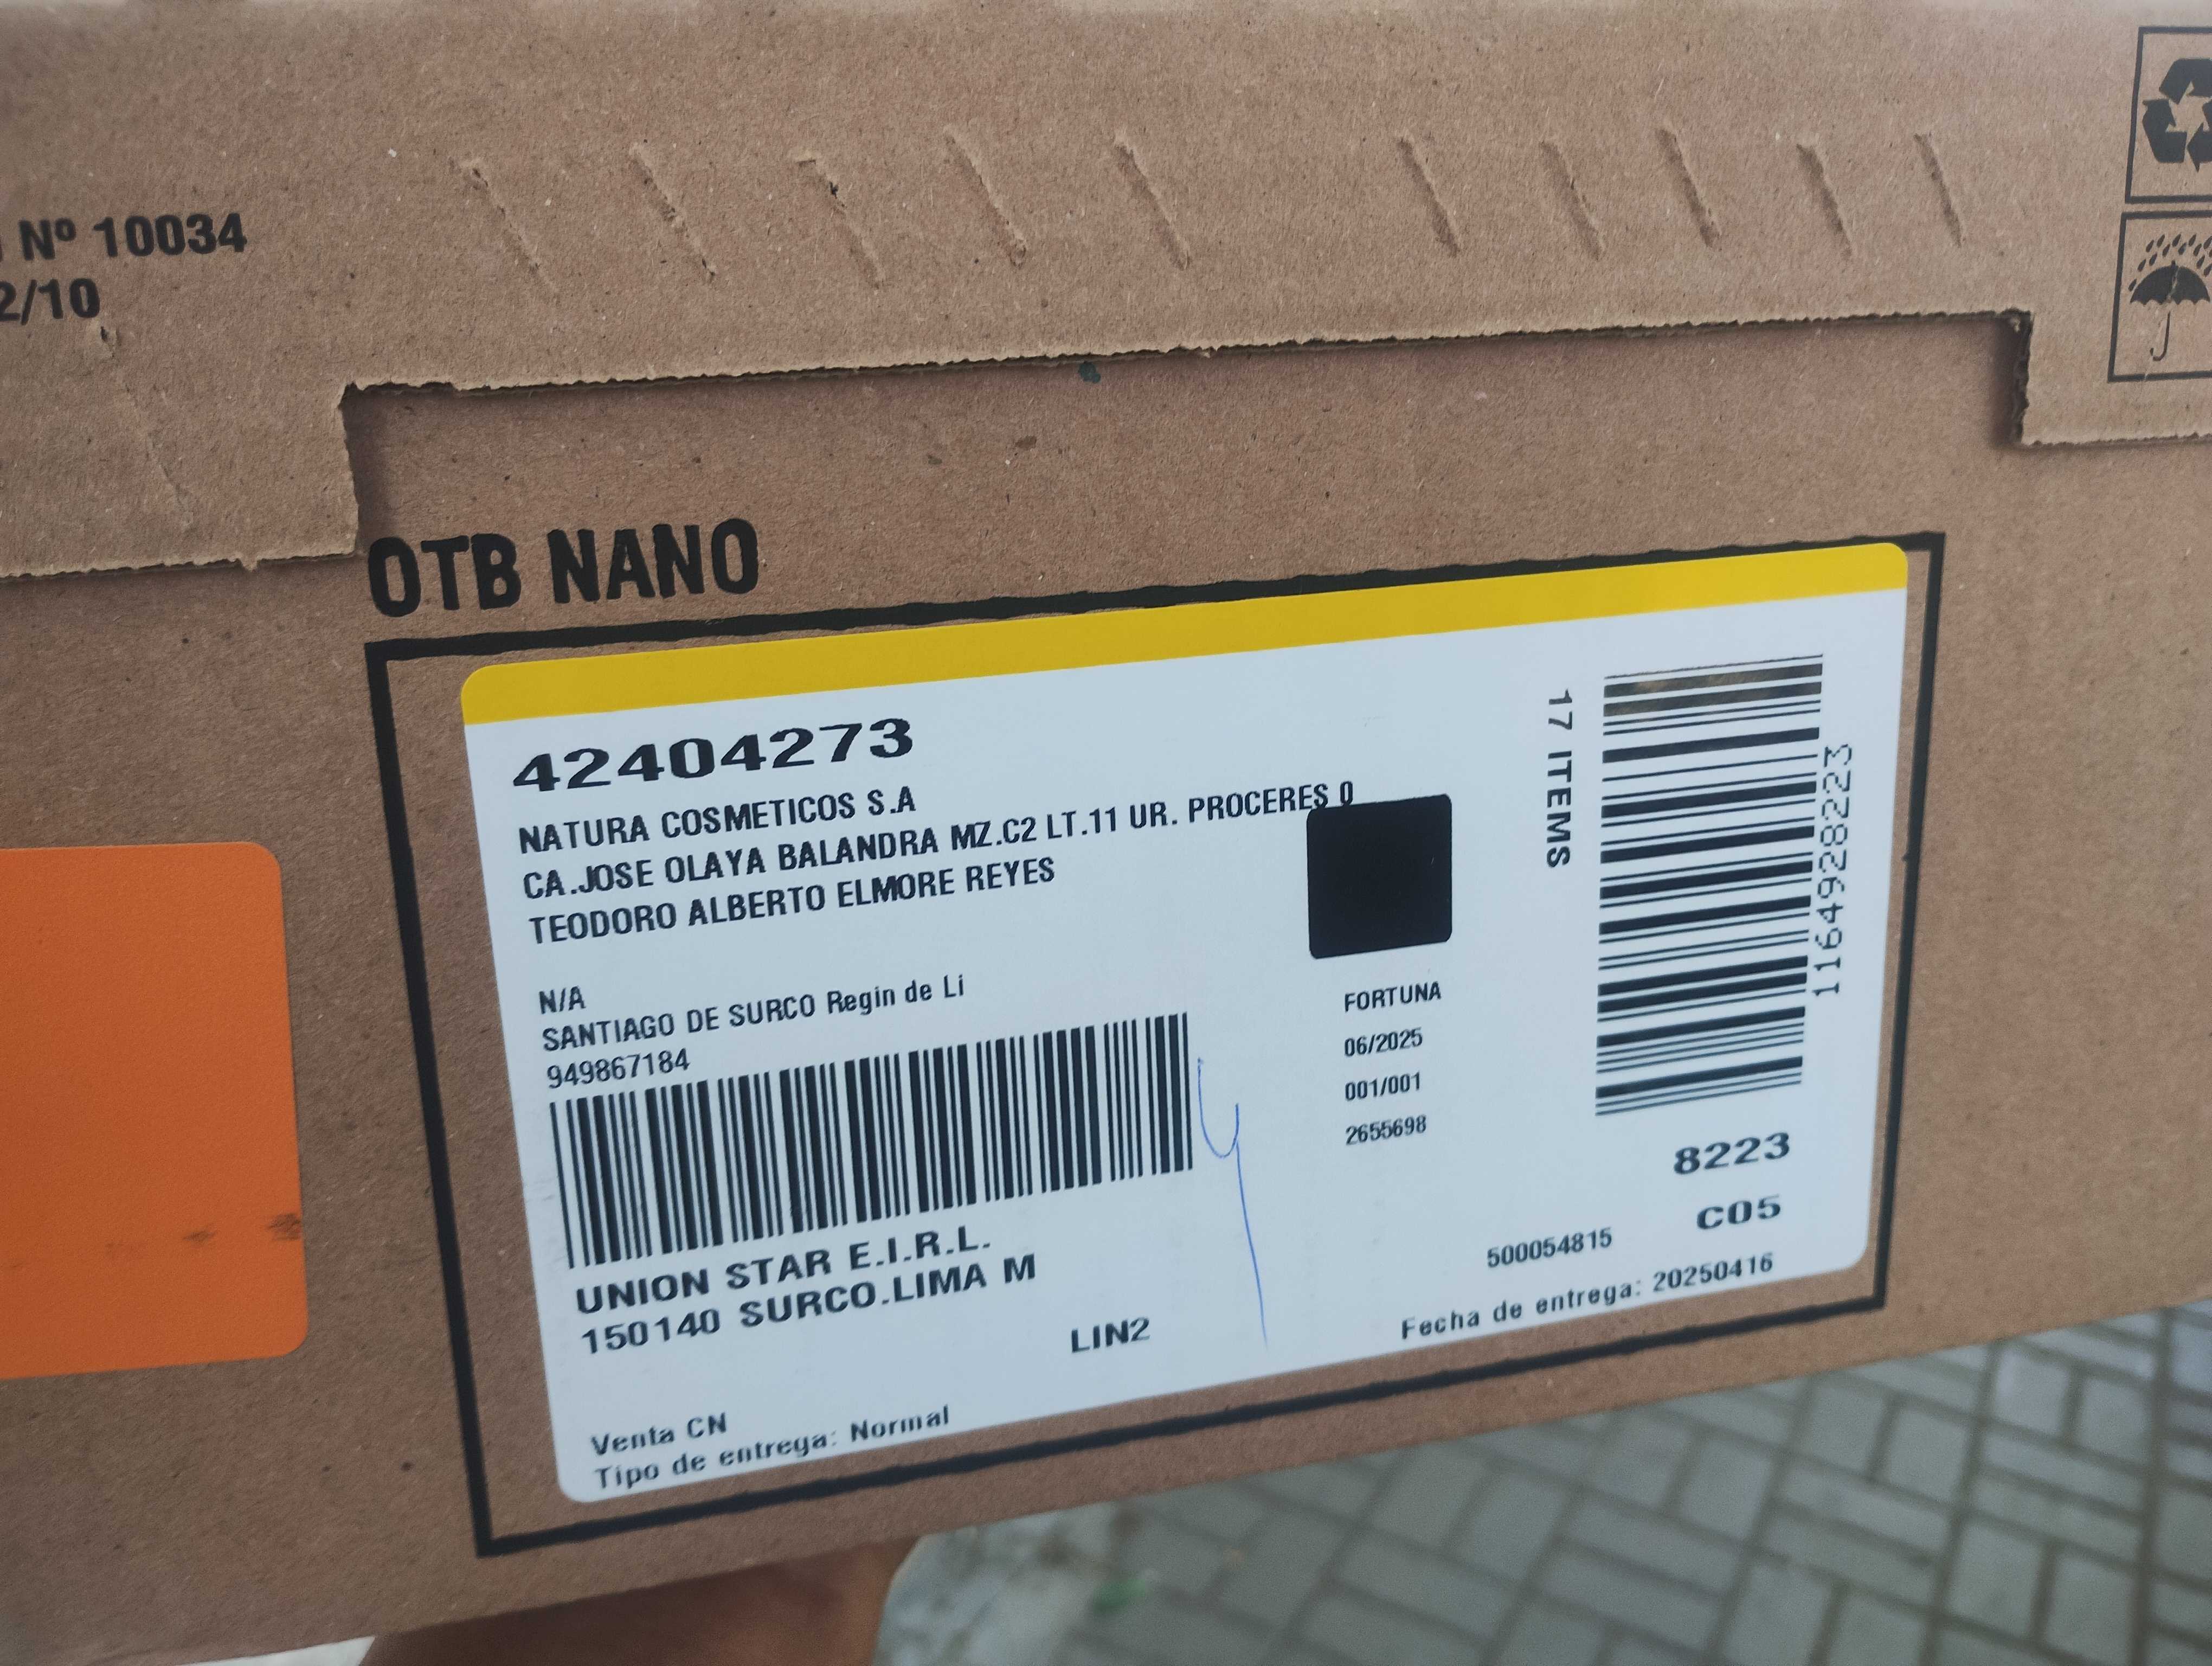 Nº 10034
2/10
OTB NANO
42404273
NATURA COSMETICOS S.A
CA.JOSE OLAYA BALANDRA MZ.C2 LT.11 UR. PROCERES 0
TEODORO ALBERTO ELMORE REYES
N/A
SANTIAGO DE SURCO Regin de Li
949867184
UNION STAR E.I.R.L.
150140 SURCO.LIMA M
LIN2
Venta CN
Tipo de entrega: Normal
FORTUNA
06/2025
001/001
2655698
17 ITEMS
1164928223
8223
C05
500054815
Fecha de entrega: 20250416